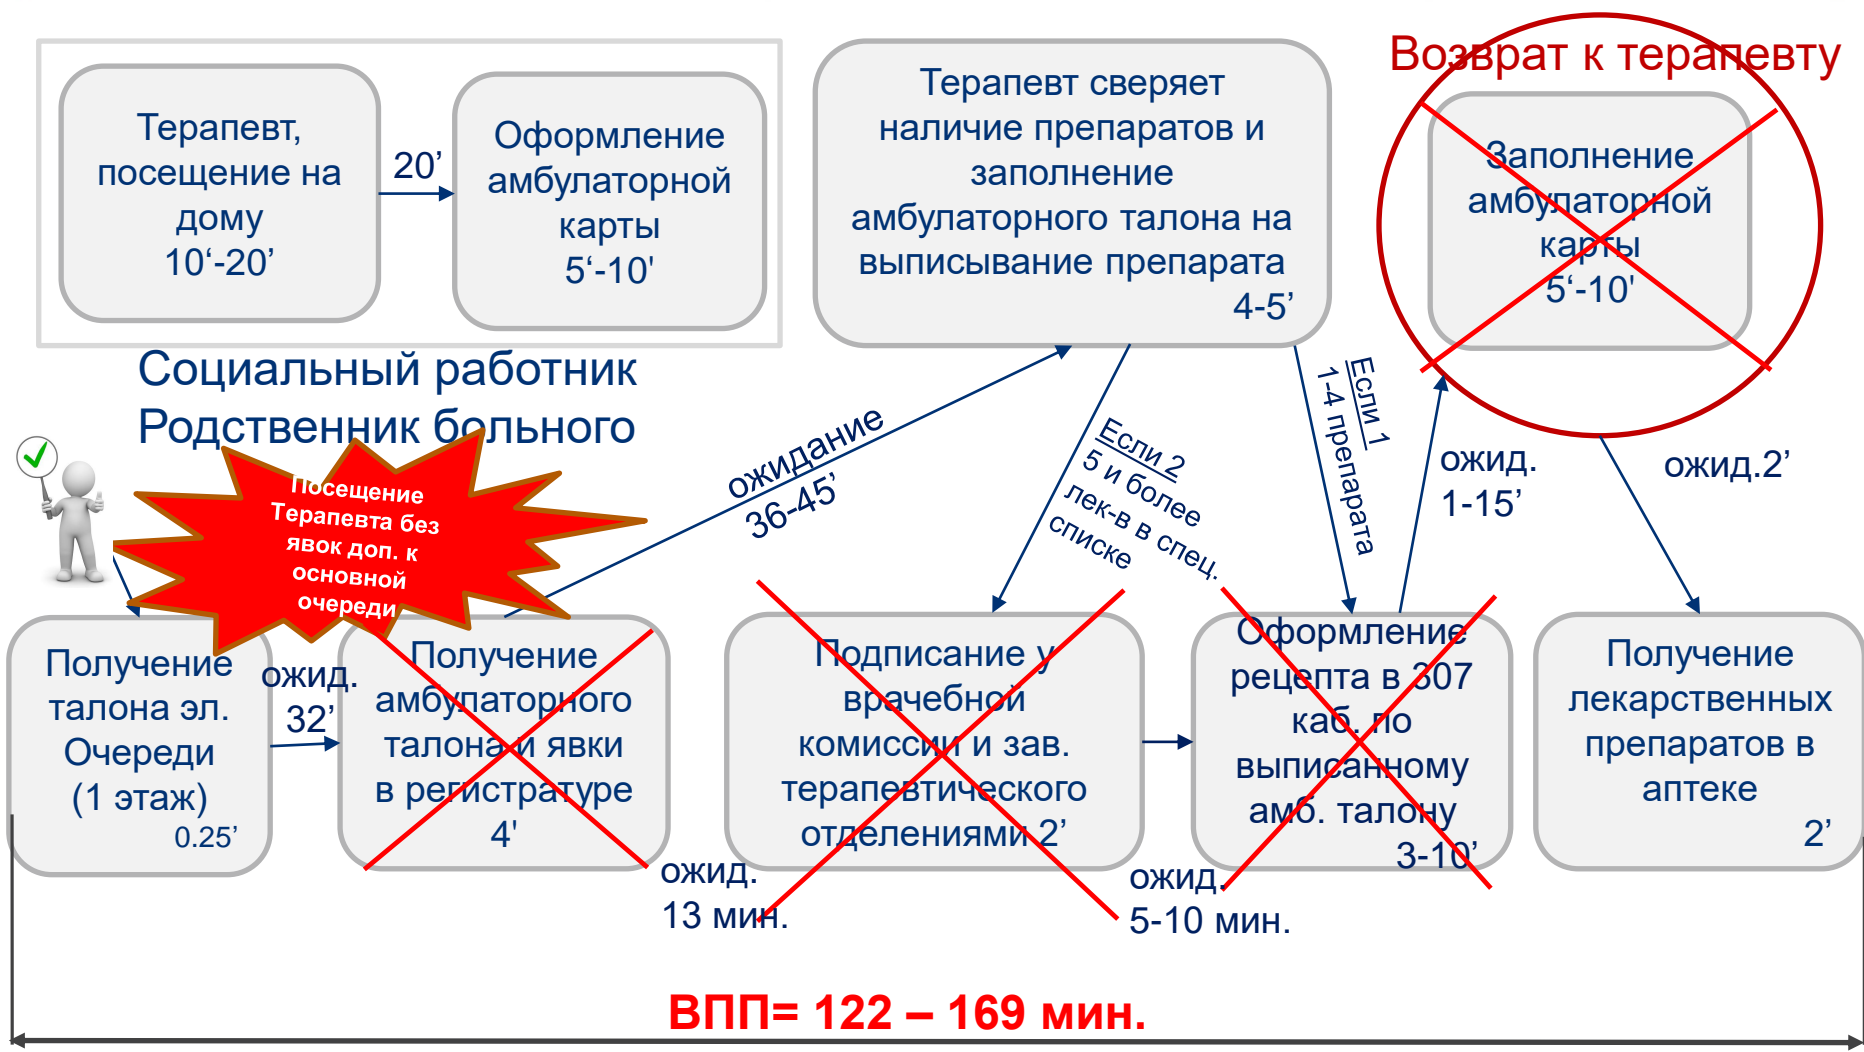 Терапевт,
посещение на
дому
10‘-20’
20’
Оформление
амбулаторной
карты
5‘-10'
Терапевт сверяет
наличие препаратов и
заполнение
амбулаторного талона на
выписывание препарата
4-5’
Возврат к терапевту
Заполнение
амбулаторной
карты
5‘-10'
Социальный работник
Родственник больного
Посещение
Терапевта без
явок доп. к
основной
очереди
ожидание
36-45’
Если 2
5 и более
лек-в в спец.
списке
Если 1
1-4 препарата
ожид.
1-15’
ожид.2’
Получение
талона эл.
Очереди
(1 этаж)
0.25’
ожид.
32’
Получение
амбулаторного
талона и явки
в регистратуре
4'
ожид.
13 мин.
Подписание у
врачебной
комиссии и зав.
терапевтического
отделениями 2’
ожид.
5-10 мин.
Оформление
рецепта в 307
каб. по
выписанному
амб. талону
3-10’
Получение
лекарственных
препаратов в
аптеке
2’
ВПП= 122 – 169 мин.